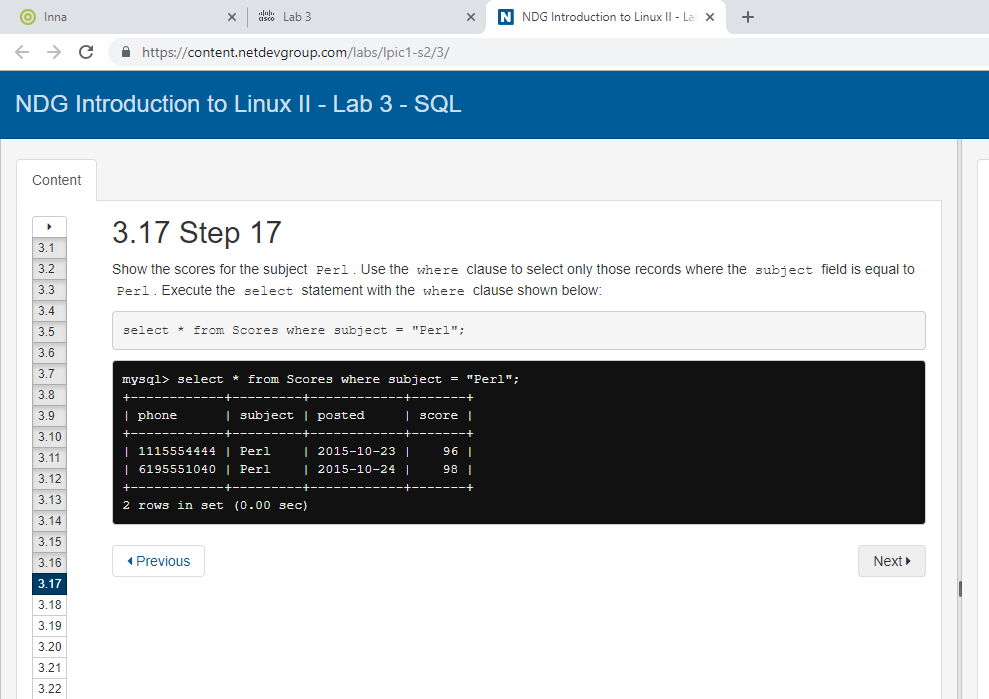 Inna
cisco Lab 3
NDG Introduction to Linux II - La
https://content.netdevgroup.com/labs/lpic1-s2/3/
NDG Introduction to Linux II - Lab 3 - SQL
Content
3.1
3.2
3.3
3.4
3.5
3.6
3.7
3.8
3.9
3.10
3.11
3.12
3.13
3.14
3.15
3.16
3.17
3.18
3.19
3.20
3.21
3.22
3.17 Step 17
Show the scores for the subject Perl. Use the where clause to select only those records where the subject field is equal to
Perl. Execute the select statement with the where clause shown below:
select * from Scores where subject = "Perl";
mysql> select * from Scores where subject = "Perl";
+------------+---------+------------+-------+
| phone      | subject | posted     | score |
+------------+---------+------------+-------+
| 1115554444 | Perl    | 2015-10-23 |    96 |
| 6195551040 | Perl    | 2015-10-24 |    98 |
+------------+---------+------------+-------+
2 rows in set (0.00 sec)
Previous
Next